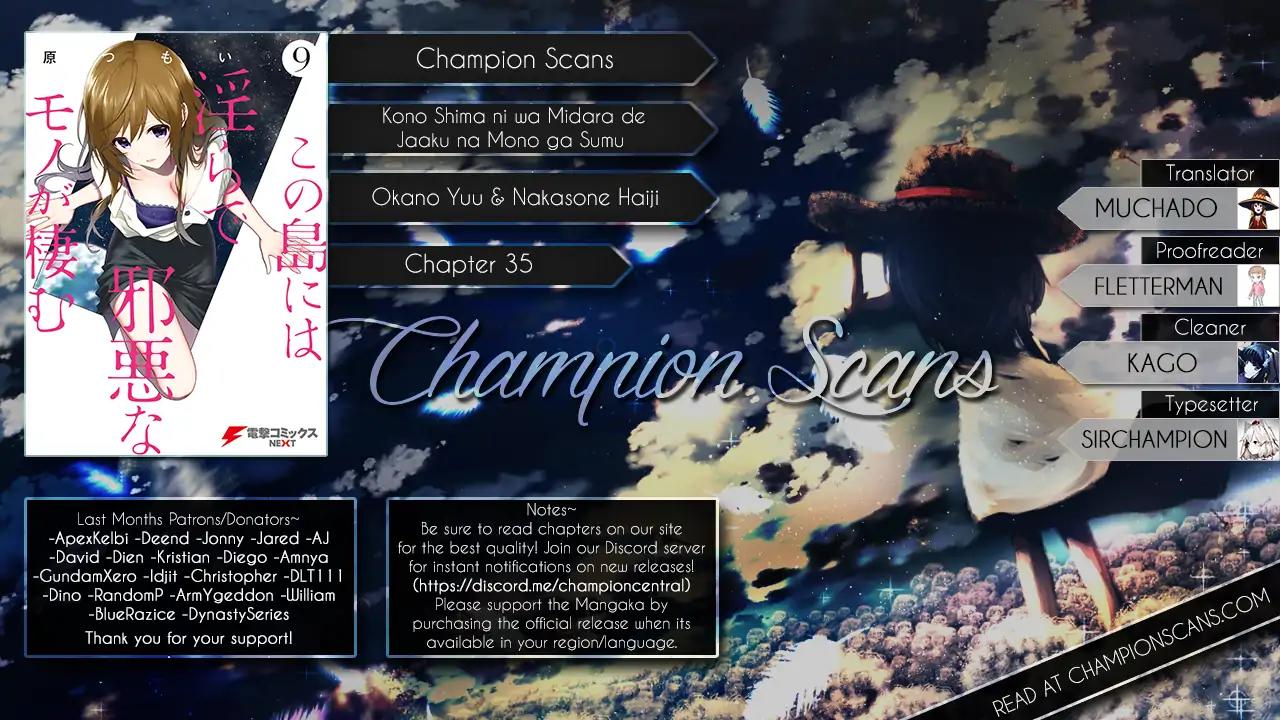 原つもい
9
この島には
淫らで
邪悪な
モノが棲む
電撃コミックス
NEXT
Champion Scans
Kono Shima ni wa Midara de
Jaaku na Mono ga Sumu
Okano Yuu & Nakasone Haiji
Chapter 35
Champion Scans
Translator
MUCHADO
Proofreader
FLETTERMAN
Cleaner
KAGO
Typesetter
SIRCHAMPION
Last Months Patrons/Donators~
-ApexKelbi -Deend -Jonny -Jared -AJ
-David -Dien -Kristian -Diego -Amnya
-GundamXero -Idjit -Christopher -DLT111
-Dino -RandomP -ArmYgeddon -William
-BlueRazice -DynastySeries
Thank you for your support!
Notes~
Be sure to read chapters on our site
for the best quality! Join our Discord server
for instant notifications on new releases!
(https://discord.me/championcentral)
Please support the Mangaka by
purchasing the official release when its
available in your region/language.
READ AT CHAMPIONSCANS.COM